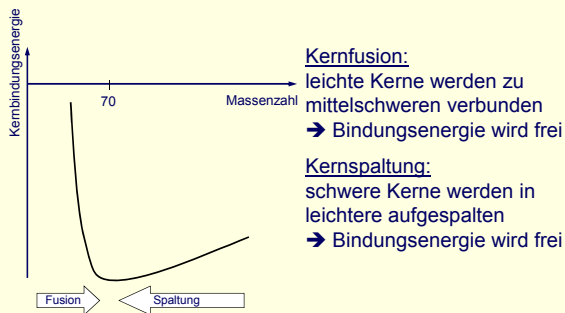 Kernbindungsenergie
70
Massenzahl
Fusion
Spaltung
Kernfusion:
leichte Kerne werden zu
mittelschweren verbunden
➔ Bindungsenergie wird frei
Kernspaltung:
schwere Kerne werden in
leichtere aufgespalten
➔ Bindungsenergie wird frei